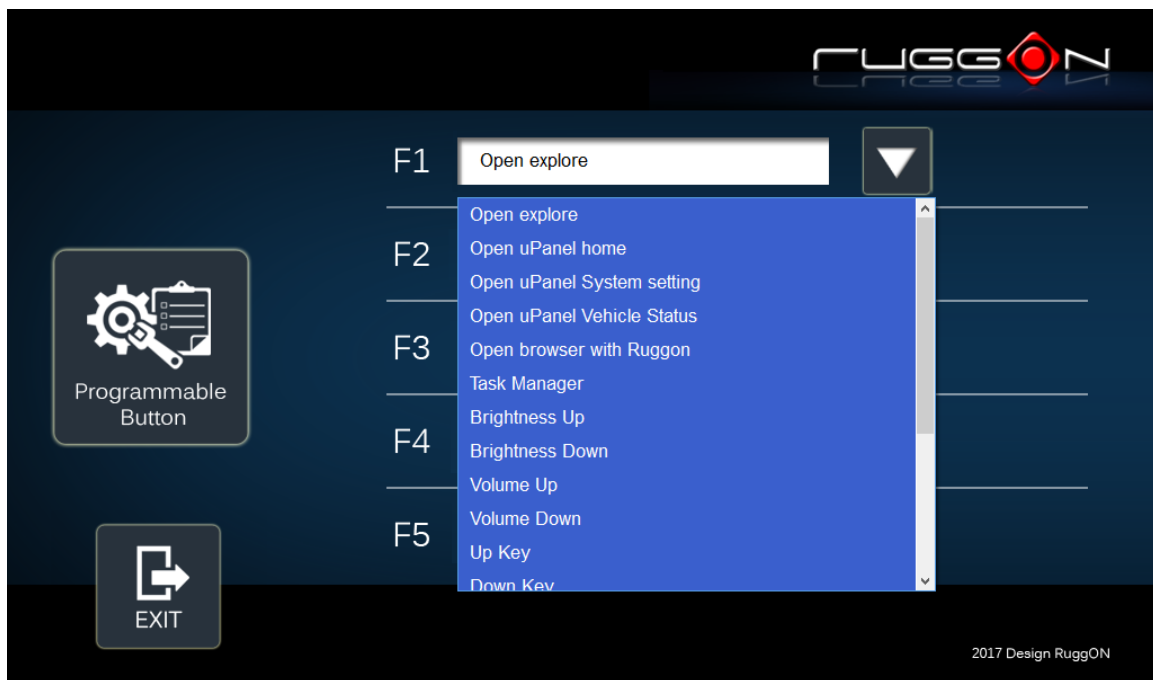 ruggON
F1
Open explore
Open explore
F2
Open uPanel home
Open uPanel System setting
Open uPanel Vehicle Status
F3
Open browser with Ruggon
Task Manager
Programmable
Button
Brightness Up
F4
Brightness Down
Volume Up
Volume Down
F5
Up Key
Down Key
EXIT
2017 Design RuggON